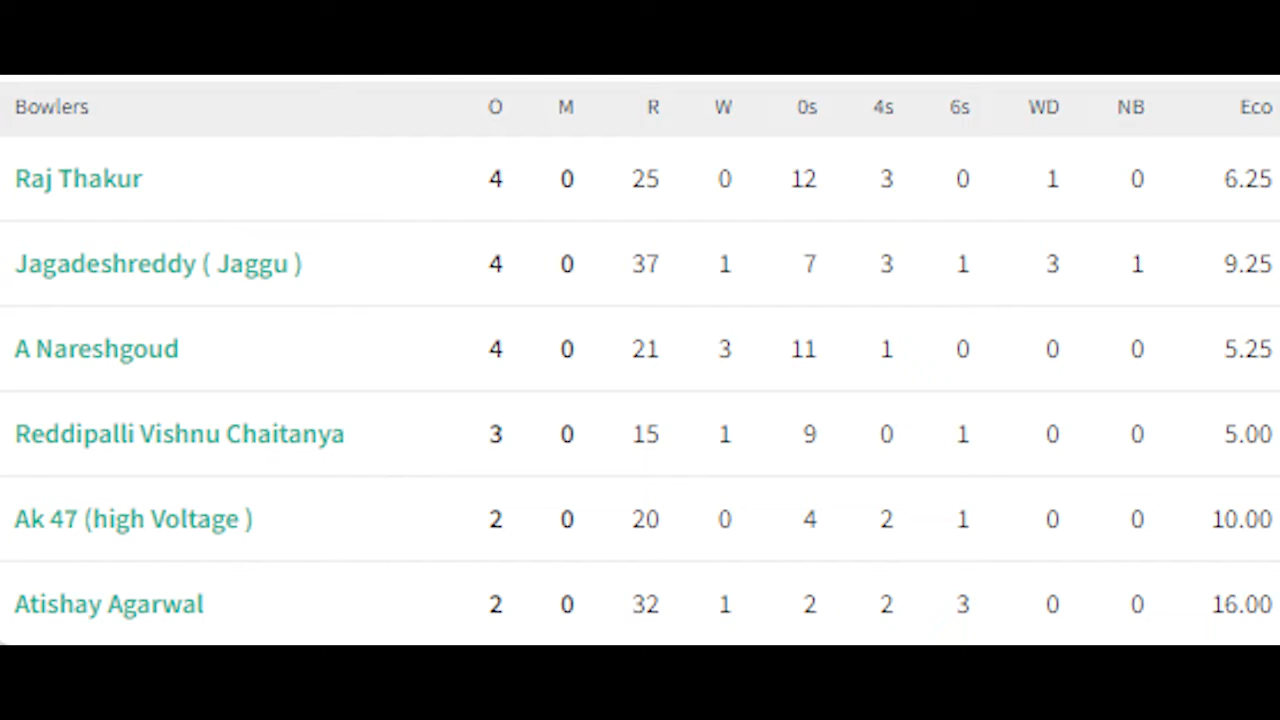 Bowlers O M R W 0s 4s 6s WD NB Eco
Raj Thakur 4 0 25 0 12 3 0 1 0 6.25
Jagadeshreddy ( Jaggu ) 4 0 37 1 7 3 1 3 1 9.25
A Nareshgoud 4 0 21 3 11 1 0 0 0 5.25
Reddipalli Vishnu Chaitanya 3 0 15 1 9 0 1 0 0 5.00
Ak 47 (high Voltage ) 2 0 20 0 4 2 1 0 0 10.00
Atishay Agarwal 2 0 32 1 2 2 3 0 0 16.00